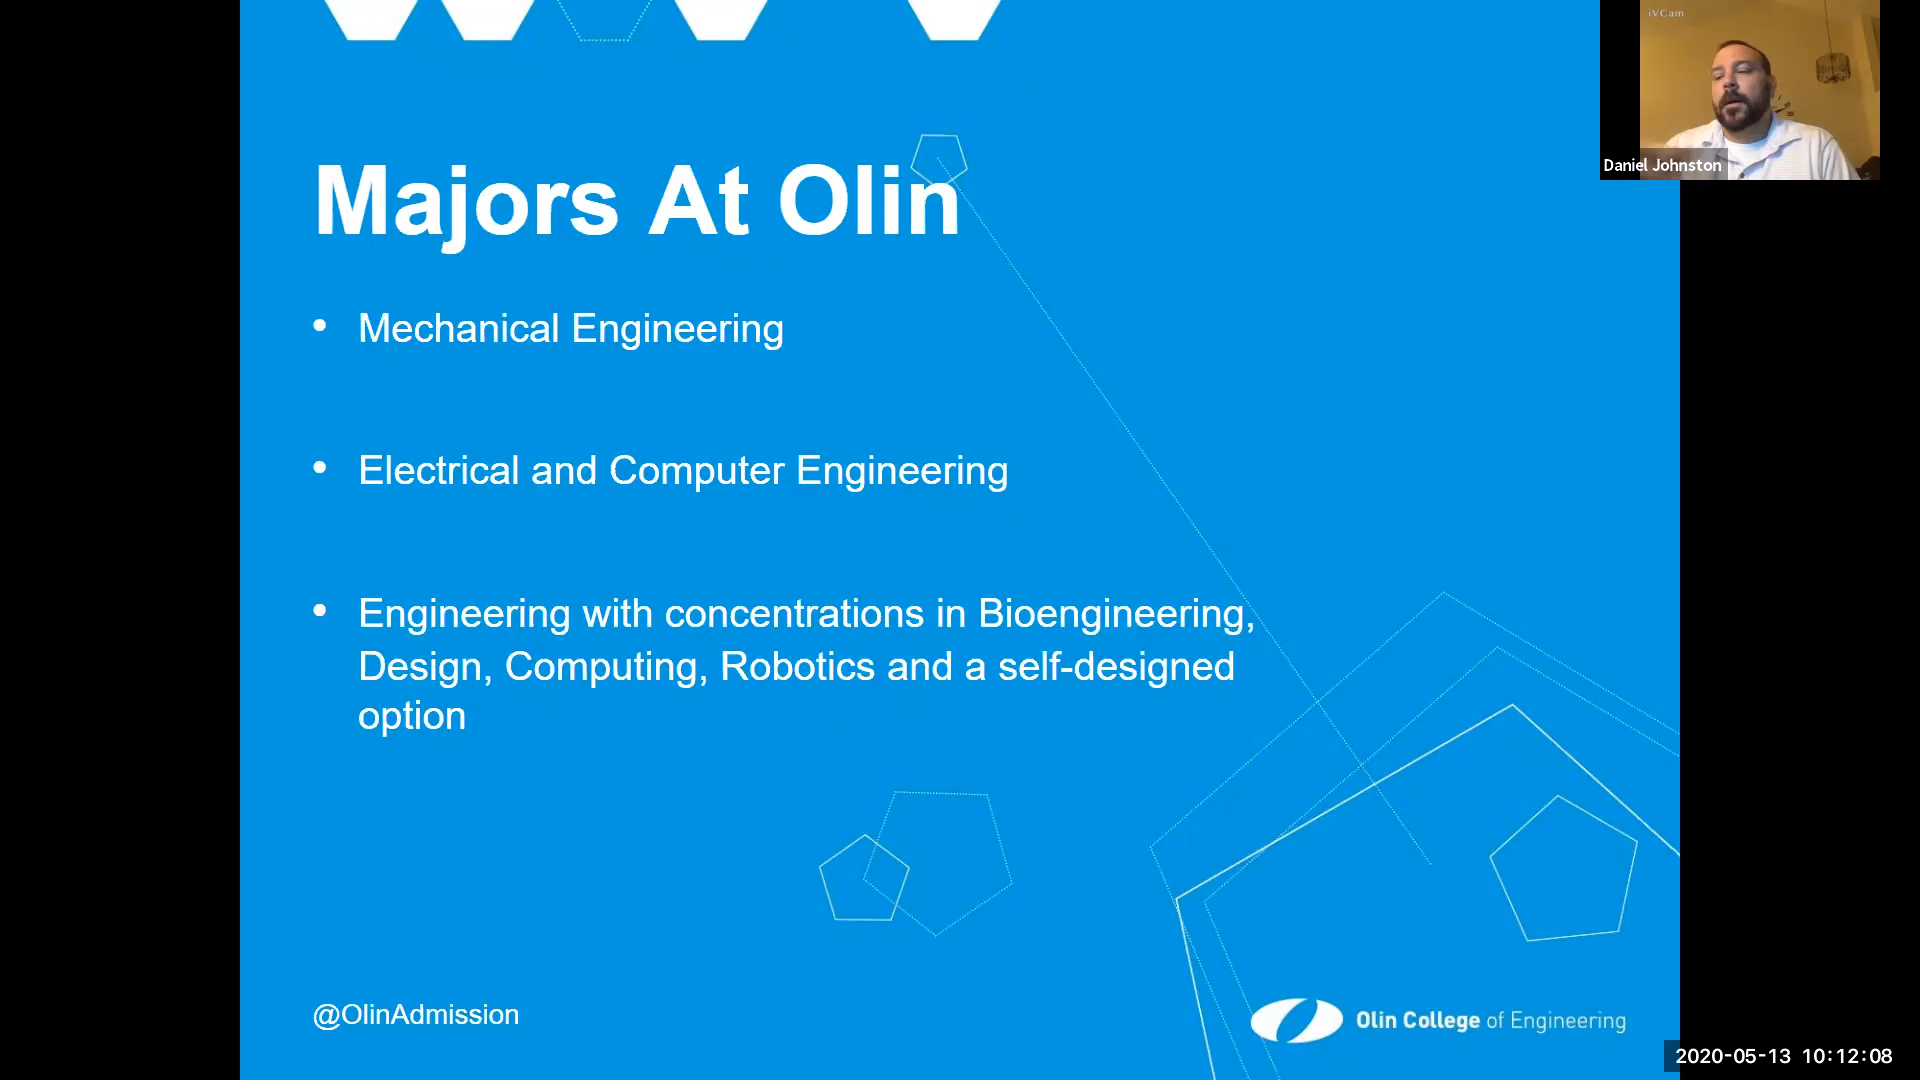 iVCam
Daniel Johnston
Majors At Olin
• Mechanical Engineering
• Electrical and Computer Engineering
• Engineering with concentrations in Bioengineering,
Design, Computing, Robotics and a self-designed
option
@OlinAdmission
Olin College of Engineering
2020-05-13 10:12:08